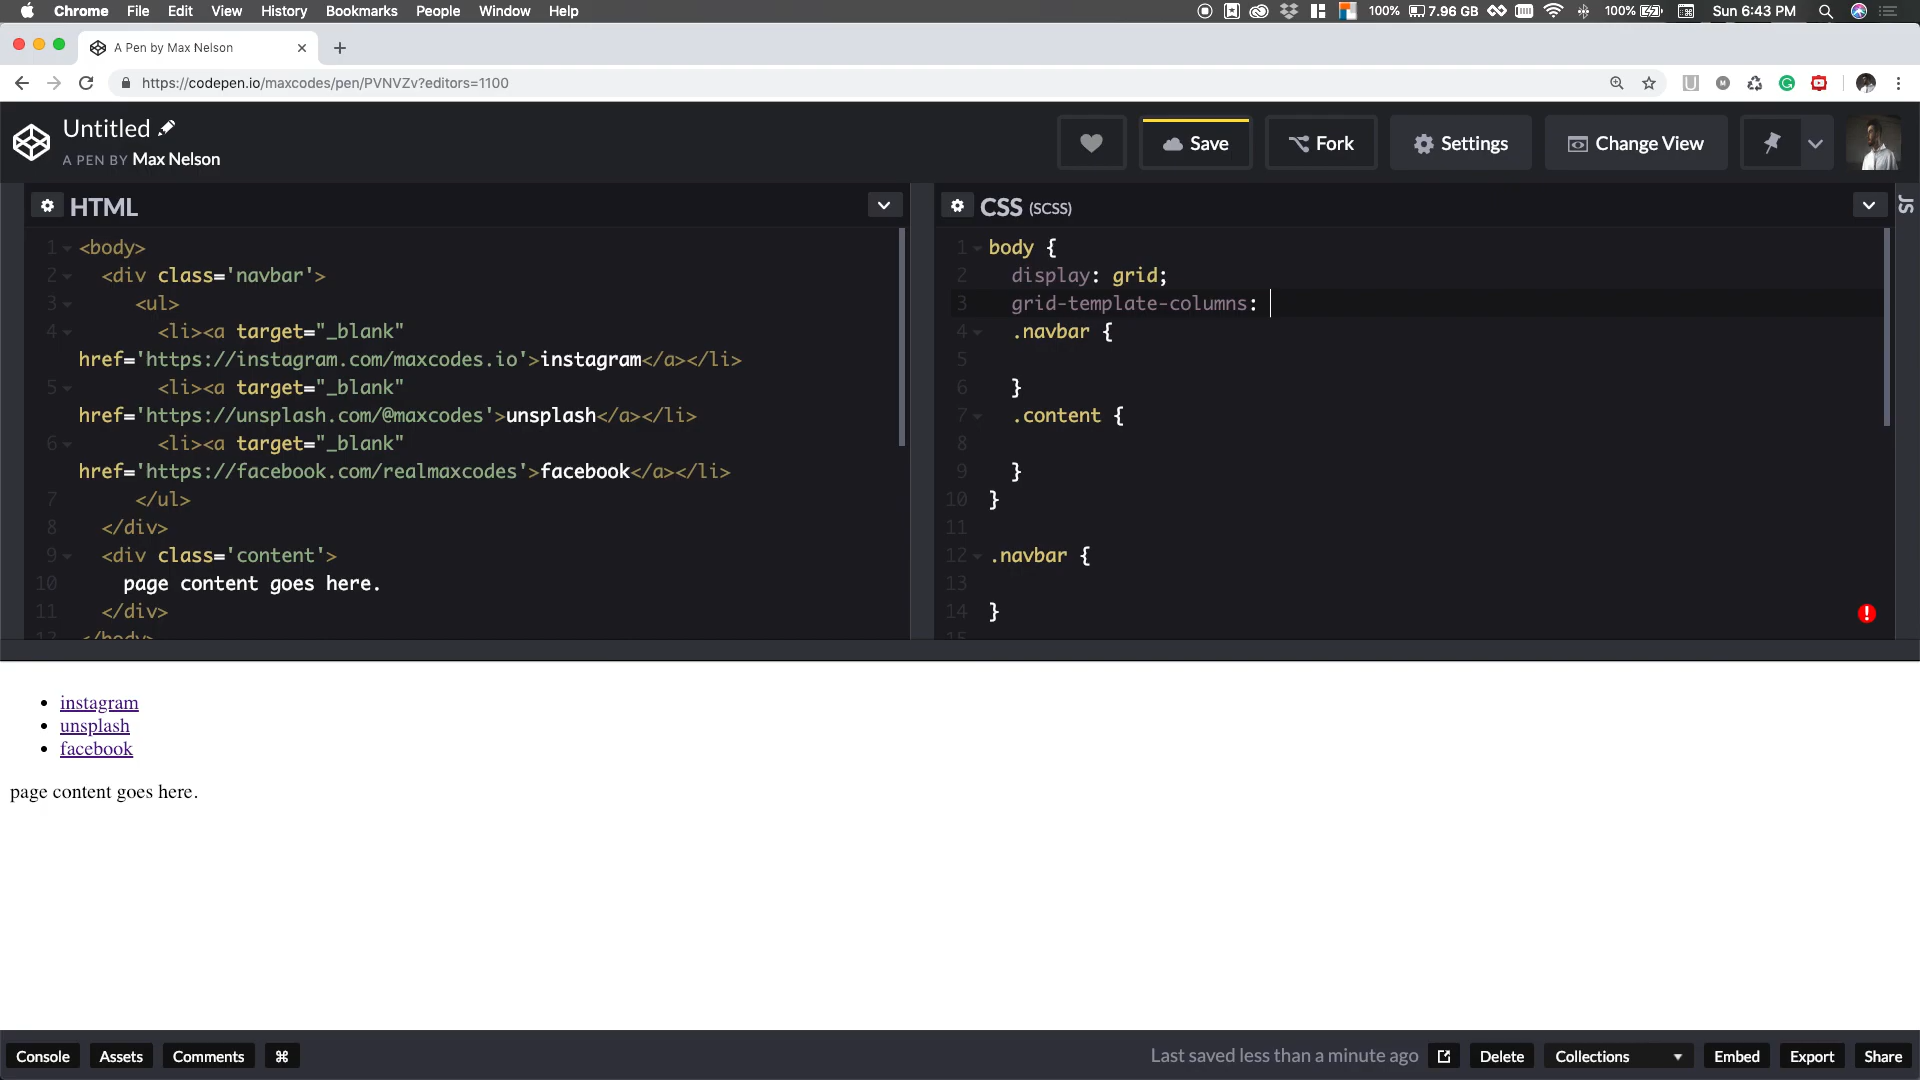 Chrome File Edit View History Bookmarks People Window Help 100% 7.96 GB 100% Sun 6:43 PM
A Pen by Max Nelson
https://codepen.io/maxcodes/pen/PVNVZv?editors=1100
Untitled
A PEN BY Max Nelson
Save Fork Settings Change View
HTML
1 <body>
2 <div class='navbar'>
3 <ul>
4 <li><a target="_blank"
href='https://instagram.com/maxcodes.io'>instagram</a></li>
5 <li><a target="_blank"
href='https://unsplash.com/@maxcodes'>unsplash</a></li>
6 <li><a target="_blank"
href='https://facebook.com/realmaxcodes'>facebook</a></li>
7 </ul>
8 </div>
9 <div class='content'>
10 page content goes here.
11 </div>
12 </body>
CSS (SCSS)
JS
1 body {
2 display: grid;
3 grid-template-columns:
4 .navbar {
5
6 }
7 .content {
8
9 }
10 }
11
12 .navbar {
13
14 }
15
instagram
unsplash
facebook
page content goes here.
Console Assets Comments ⌘ Last saved less than a minute ago Delete Collections Embed Export Share